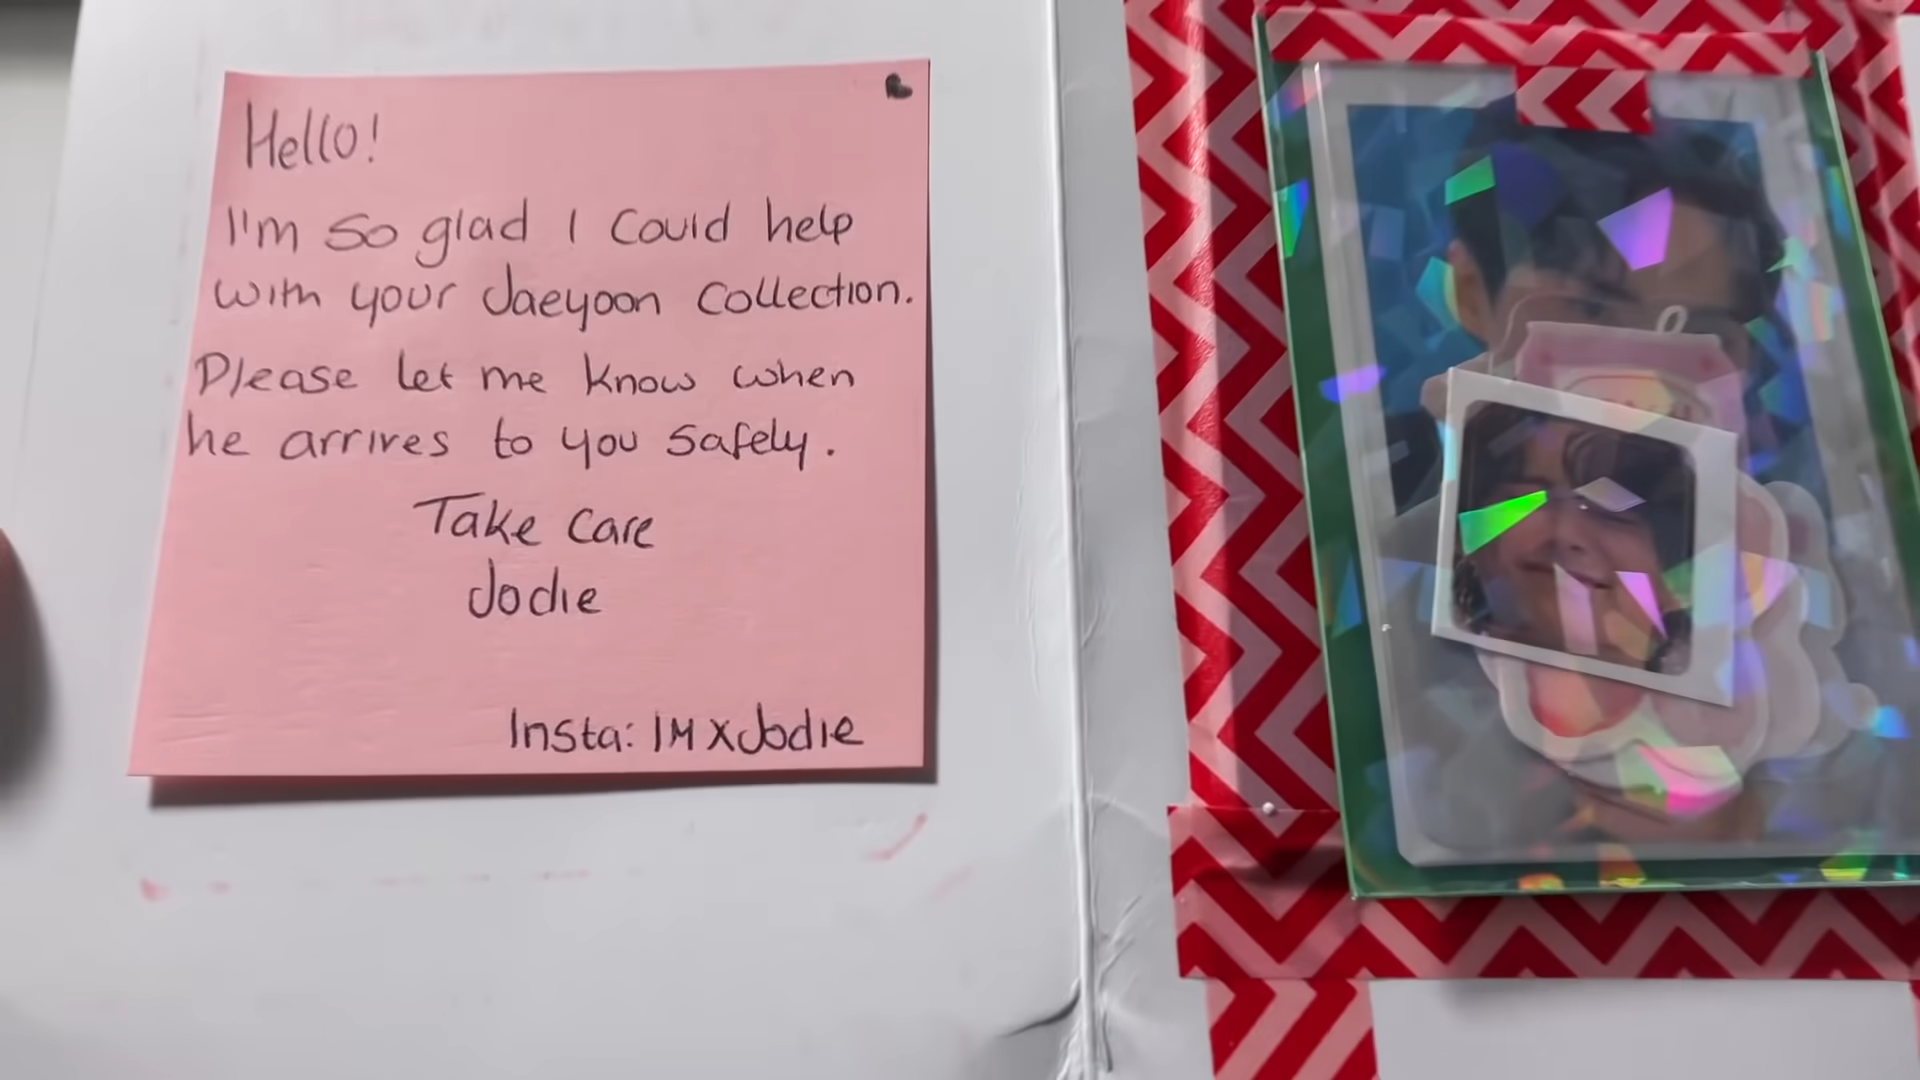 Hello!
I'm so glad I could help
with your Jaeyoon collection.
Please let me know when
he arrives to you safely.
Take care
Jodie
Insta: IMXJodie